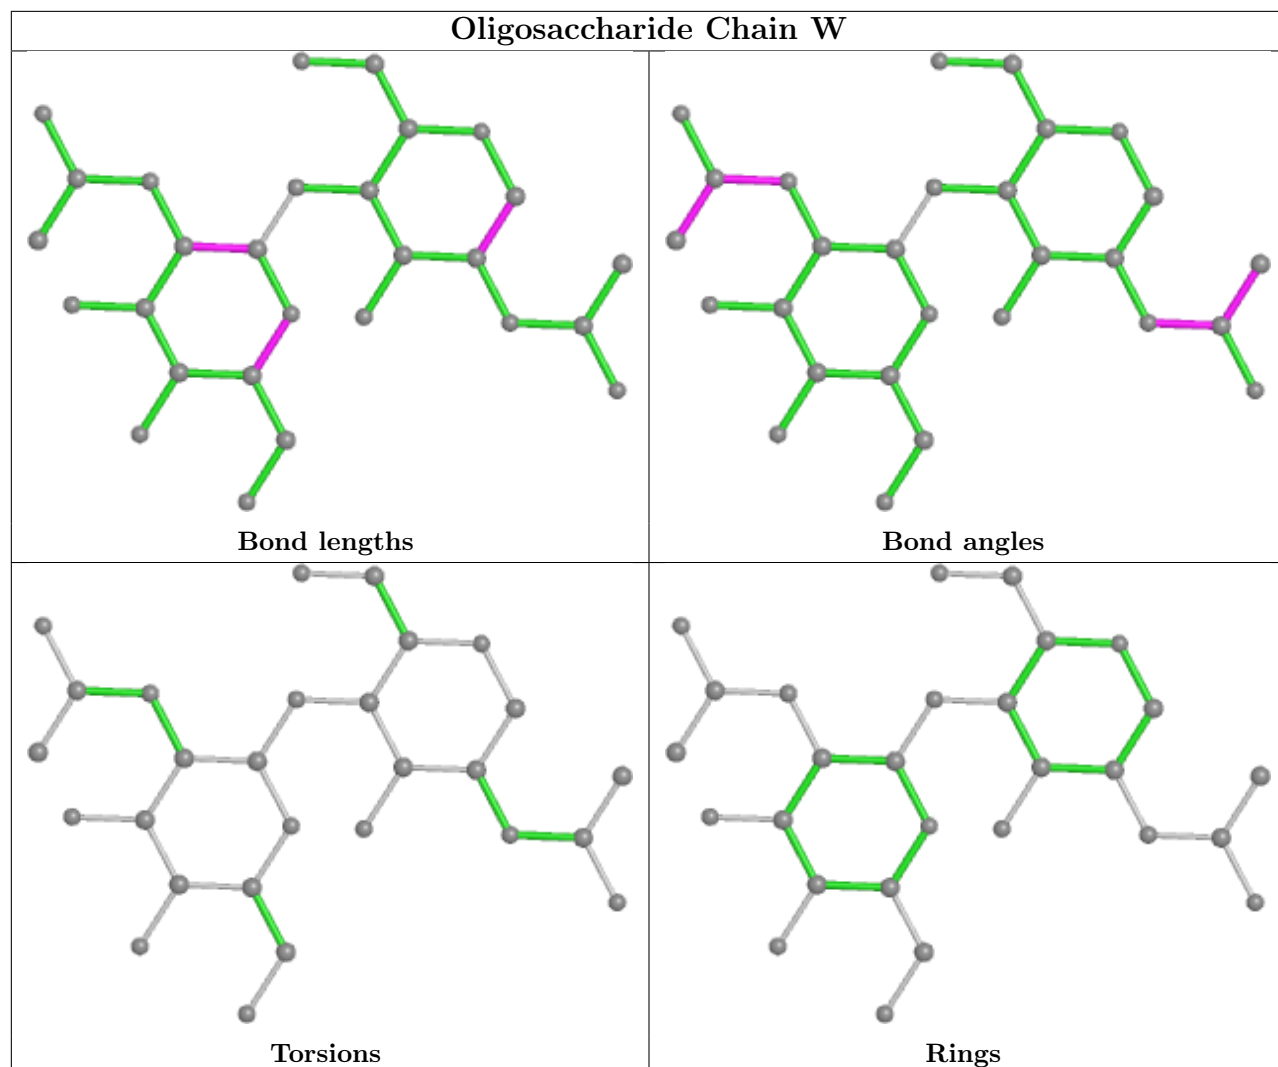 Oligosaccharide Chain W
Bond lengths
Bond angles
Torsions
Rings